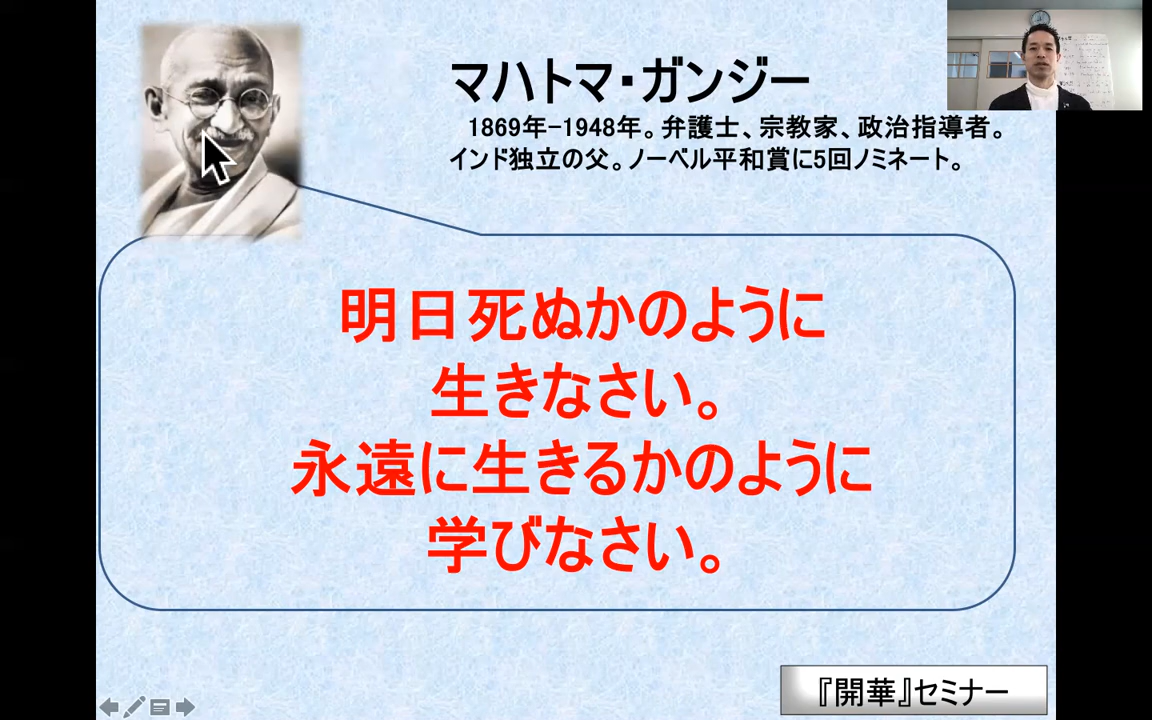 マハトマ・ガンジー
1869年-1948年。弁護士、宗教家、政治指導者。
インド独立の父。ノーベル平和賞に5回ノミネート。
明日死ぬかのように
生きなさい。
永遠に生きるかのように
学びなさい。
『開華』セミナー